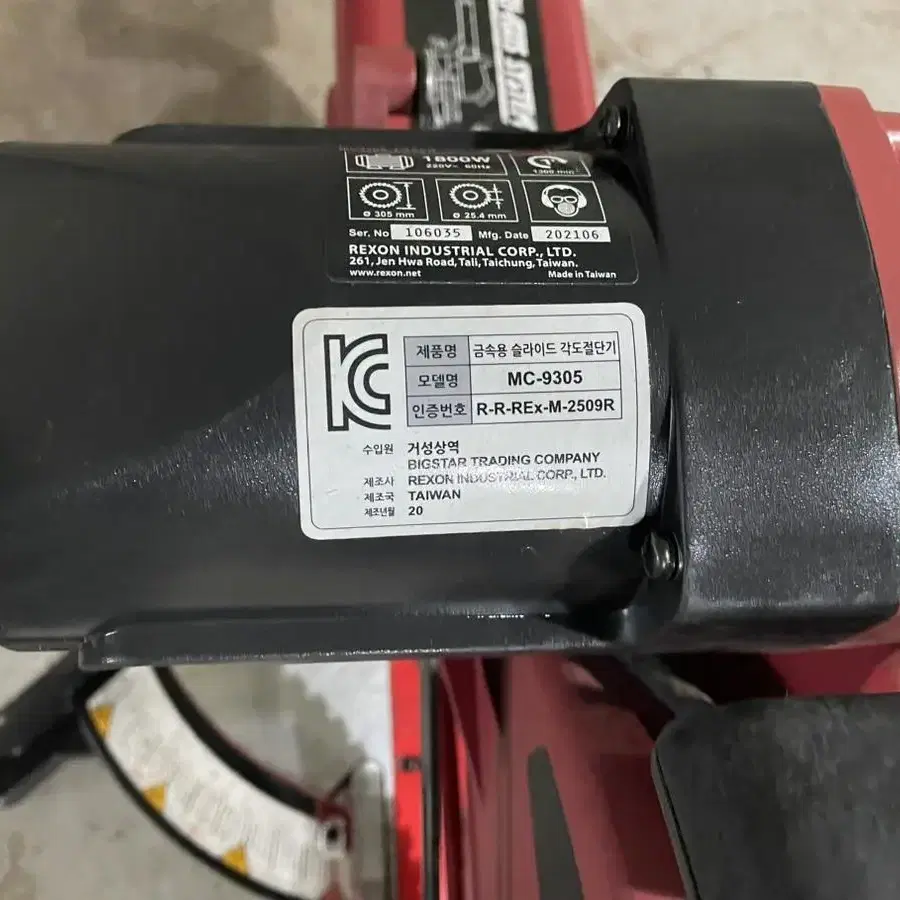 1800W
220V~ 60Hz
1300 min
ø 305 mm
ø 25.4 mm
Ser. No 106035 Mfg. Date 202106
REXON INDUSTRIAL CORP., LTD.
261, Jen Hwa Road, Tali, Taichung, Taiwan.
www.rexon.net Made in Taiwan
제품명 금속용 슬라이드 각도절단기
모델명 MC-9305
인증번호 R-R-REx-M-2509R
수입원 거성상역
BIGSTAR TRADING COMPANY
제조사 REXON INDUSTRIAL CORP., LTD.
제조국 TAIWAN
제조년월 20